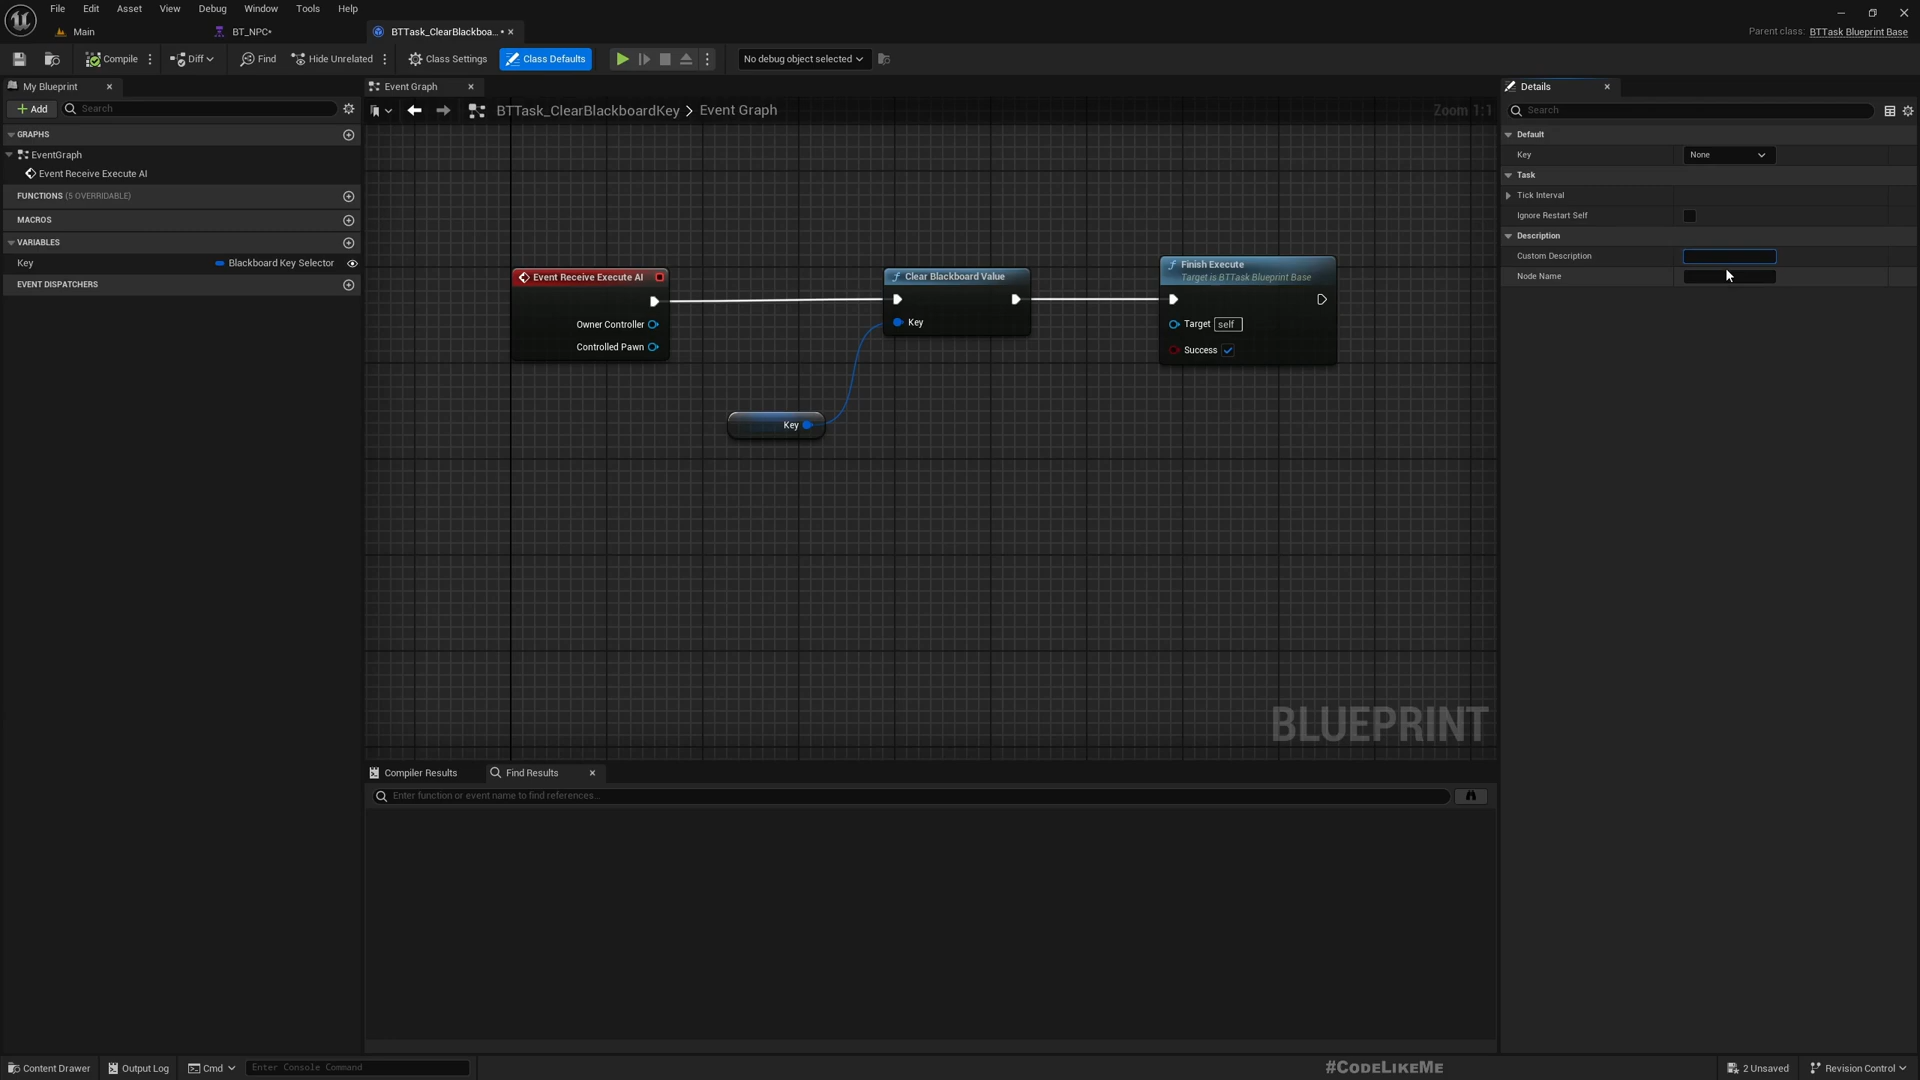 File Edit Asset View Debug Window Tools Help
Main BT_NPC* BTTask_ClearBlackboa... • Parent class: BTTask Blueprint Base
Compile Diff Find Hide Unrelated Class Settings Class Defaults No debug object selected
My Blueprint Event Graph Details
Add Search BTTask_ClearBlackboardKey > Event Graph Zoom 1:1 Search
GRAPHS
EventGraph
Event Receive Execute AI
FUNCTIONS (5 OVERRIDABLE)
MACROS
VARIABLES
Key Blackboard Key Selector
EVENT DISPATCHERS
Event Receive Execute AI
Owner Controller
Controlled Pawn
Key
Clear Blackboard Value
Key
Finish Execute
Target is BTTask Blueprint Base
Target self
Success
BLUEPRINT
Default
Key None
Task
Tick Interval
Ignore Restart Self
Description
Custom Description
Node Name
Compiler Results Find Results
Enter function or event name to find references...
Content Drawer Output Log Cmd Enter Console Command #CODELIKEME 2 Unsaved Revision Control